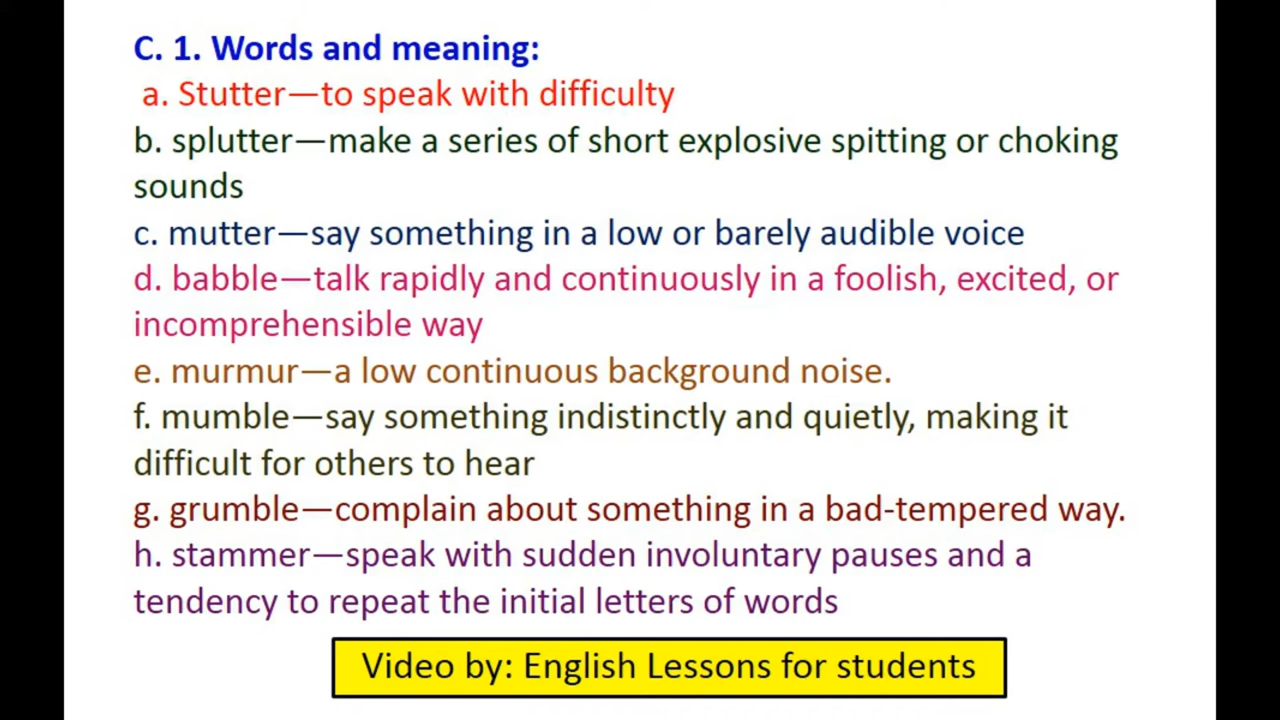 C. 1. Words and meaning:
a. Stutter—to speak with difficulty
b. splutter—make a series of short explosive spitting or choking
sounds
c. mutter—say something in a low or barely audible voice
d. babble—talk rapidly and continuously in a foolish, excited, or
incomprehensible way
e. murmur—a low continuous background noise.
f. mumble—say something indistinctly and quietly, making it
difficult for others to hear
g. grumble—complain about something in a bad-tempered way.
h. stammer—speak with sudden involuntary pauses and a
tendency to repeat the initial letters of words
Video by: English Lessons for students